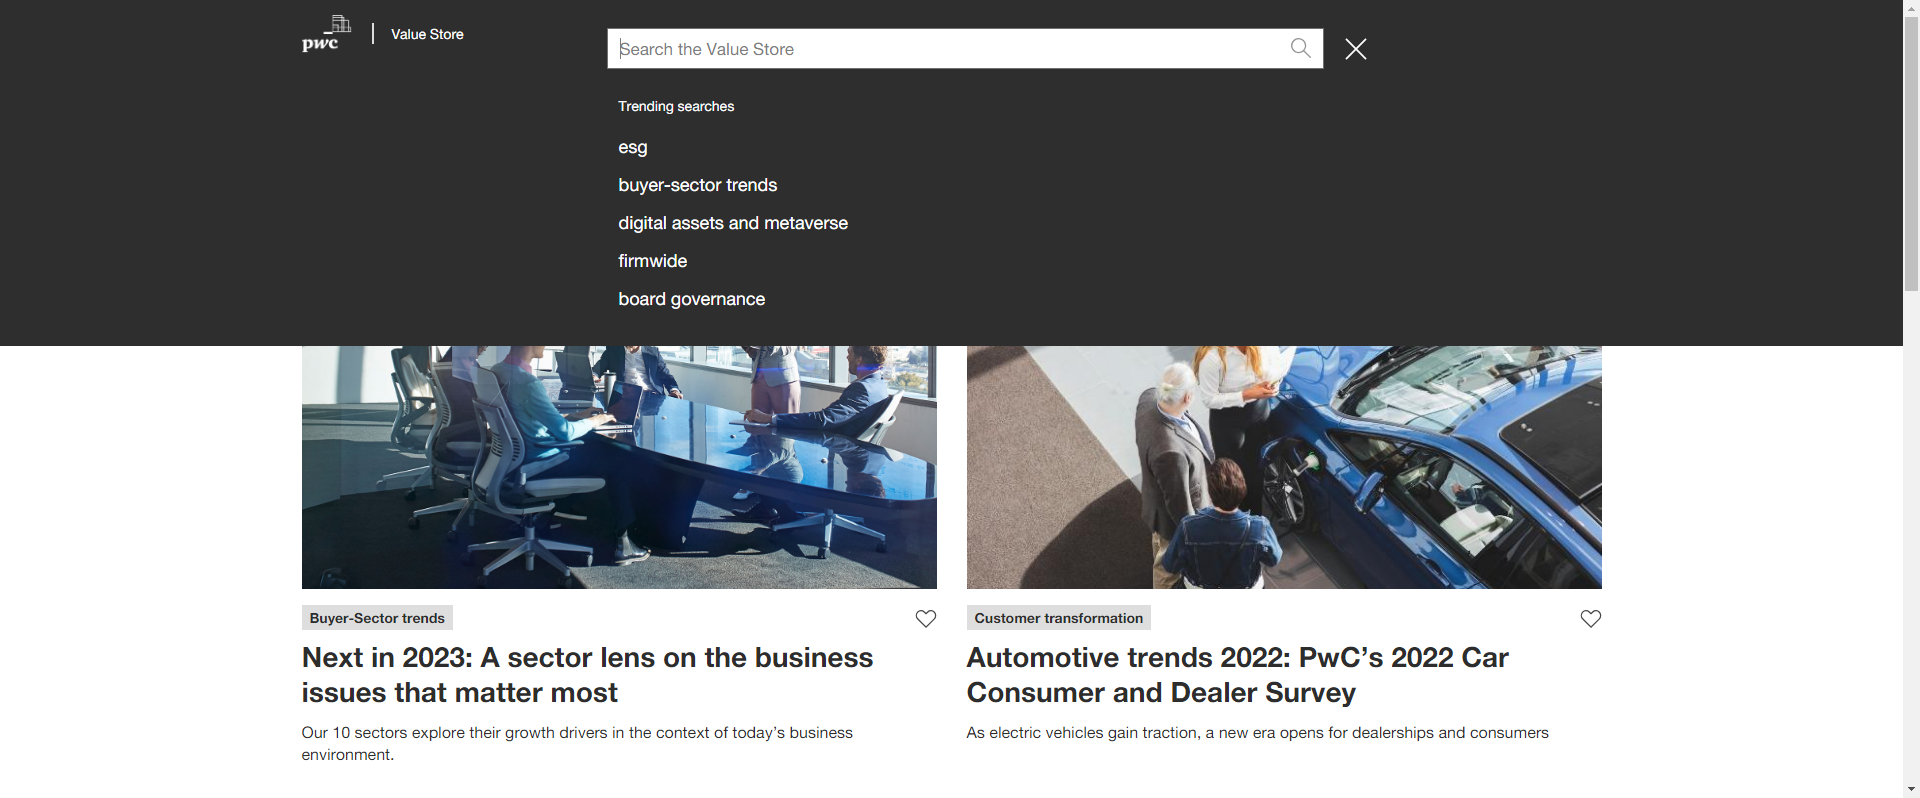 pwc
Value Store
Search the Value Store
Trending searches
esg
buyer-sector trends
digital assets and metaverse
firmwide
board governance
Buyer-Sector trends
Next in 2023: A sector lens on the business
issues that matter most
Our 10 sectors explore their growth drivers in the context of today’s business
environment.
Customer transformation
Automotive trends 2022: PwC’s 2022 Car
Consumer and Dealer Survey
As electric vehicles gain traction, a new era opens for dealerships and consumers